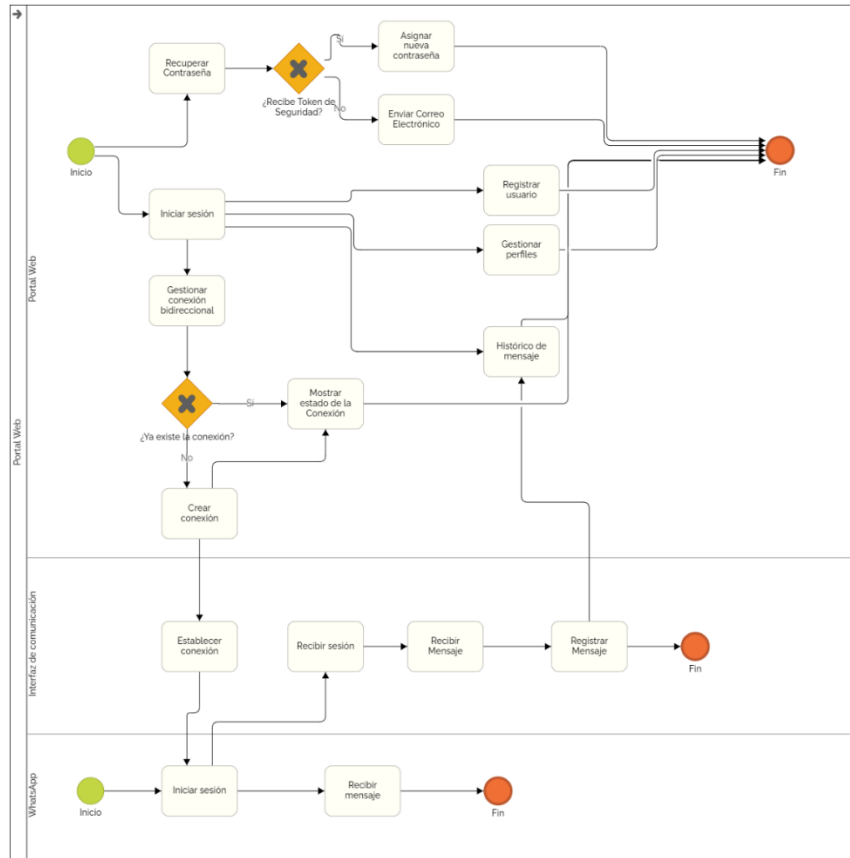 Portal Web
Portal Web
Interfaz de comunicación
WhatsApp
Inicio
Recuperar
Contraseña
¿Recibe Token de
Seguridad?
Sí
No
Asignar
nueva
contraseña
Enviar Correo
Electrónico
Fin
Iniciar sesión
Registrar
usuario
Gestionar
perfiles
Gestionar
conexión
bidireccional
Histórico de
mensaje
¿Ya existe la conexión?
Sí
No
Mostrar
estado de la
Conexión
Crear
conexión
Establecer
conexión
Recibir sesión
Recibir
Mensaje
Registrar
Mensaje
Fin
Inicio
Iniciar sesión
Recibir
mensaje
Fin